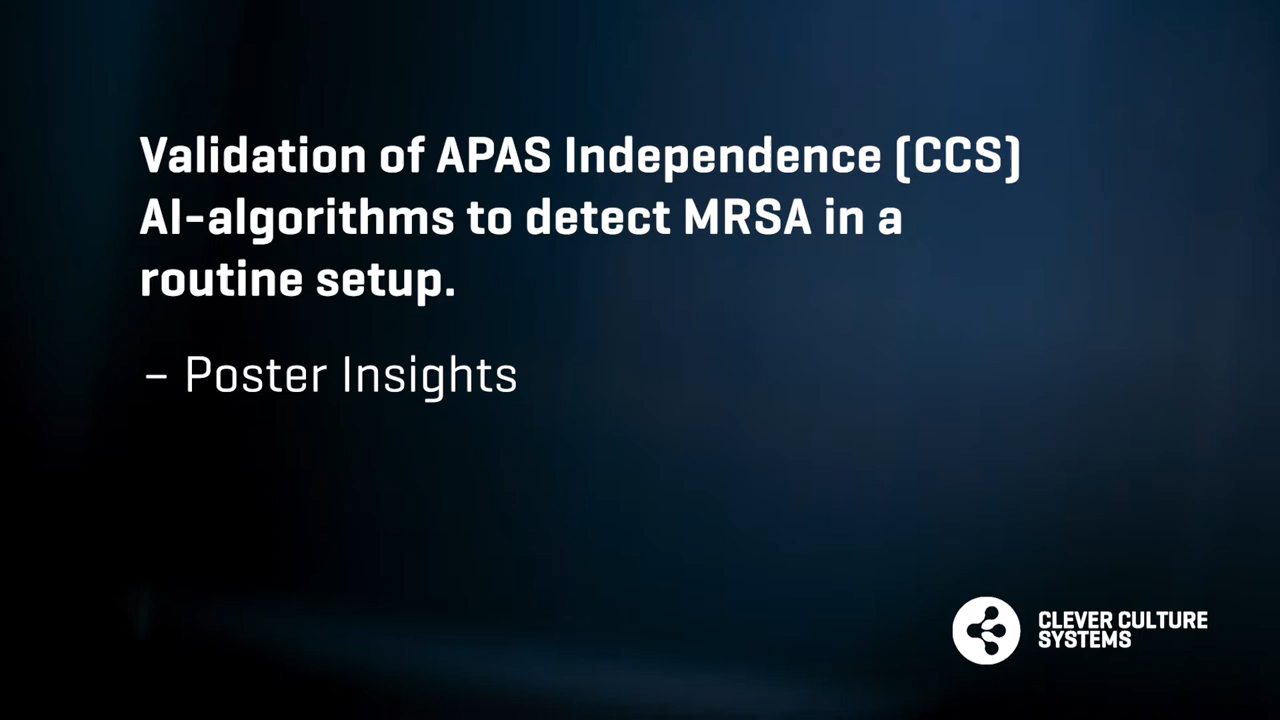 Validation of APAS Independence (CCS)
AI-algorithms to detect MRSA in a
routine setup.
– Poster Insights
CLEVER CULTURE
SYSTEMS